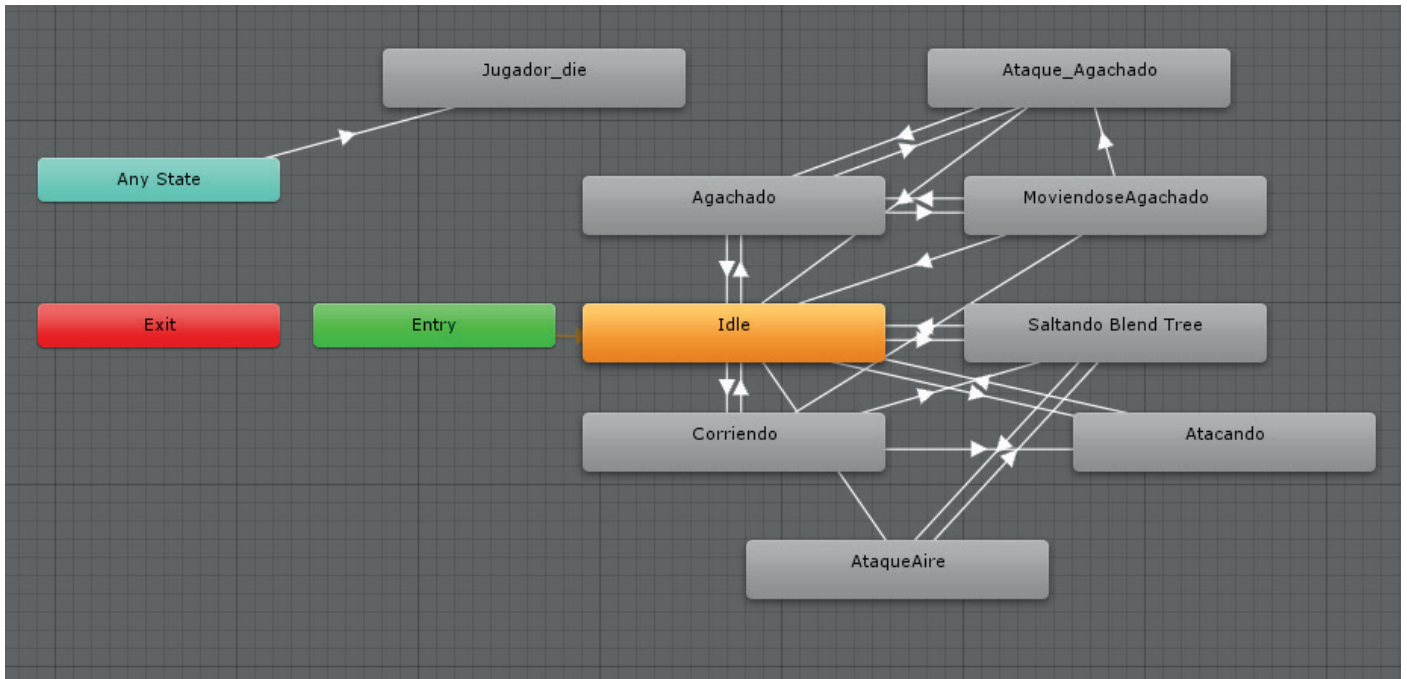 Jugador_die
Ataque_Agachado
Any State
Agachado
MoviendoseAgachado
Exit
Entry
Idle
Saltando Blend Tree
Corriendo
Atacando
AtaqueAire